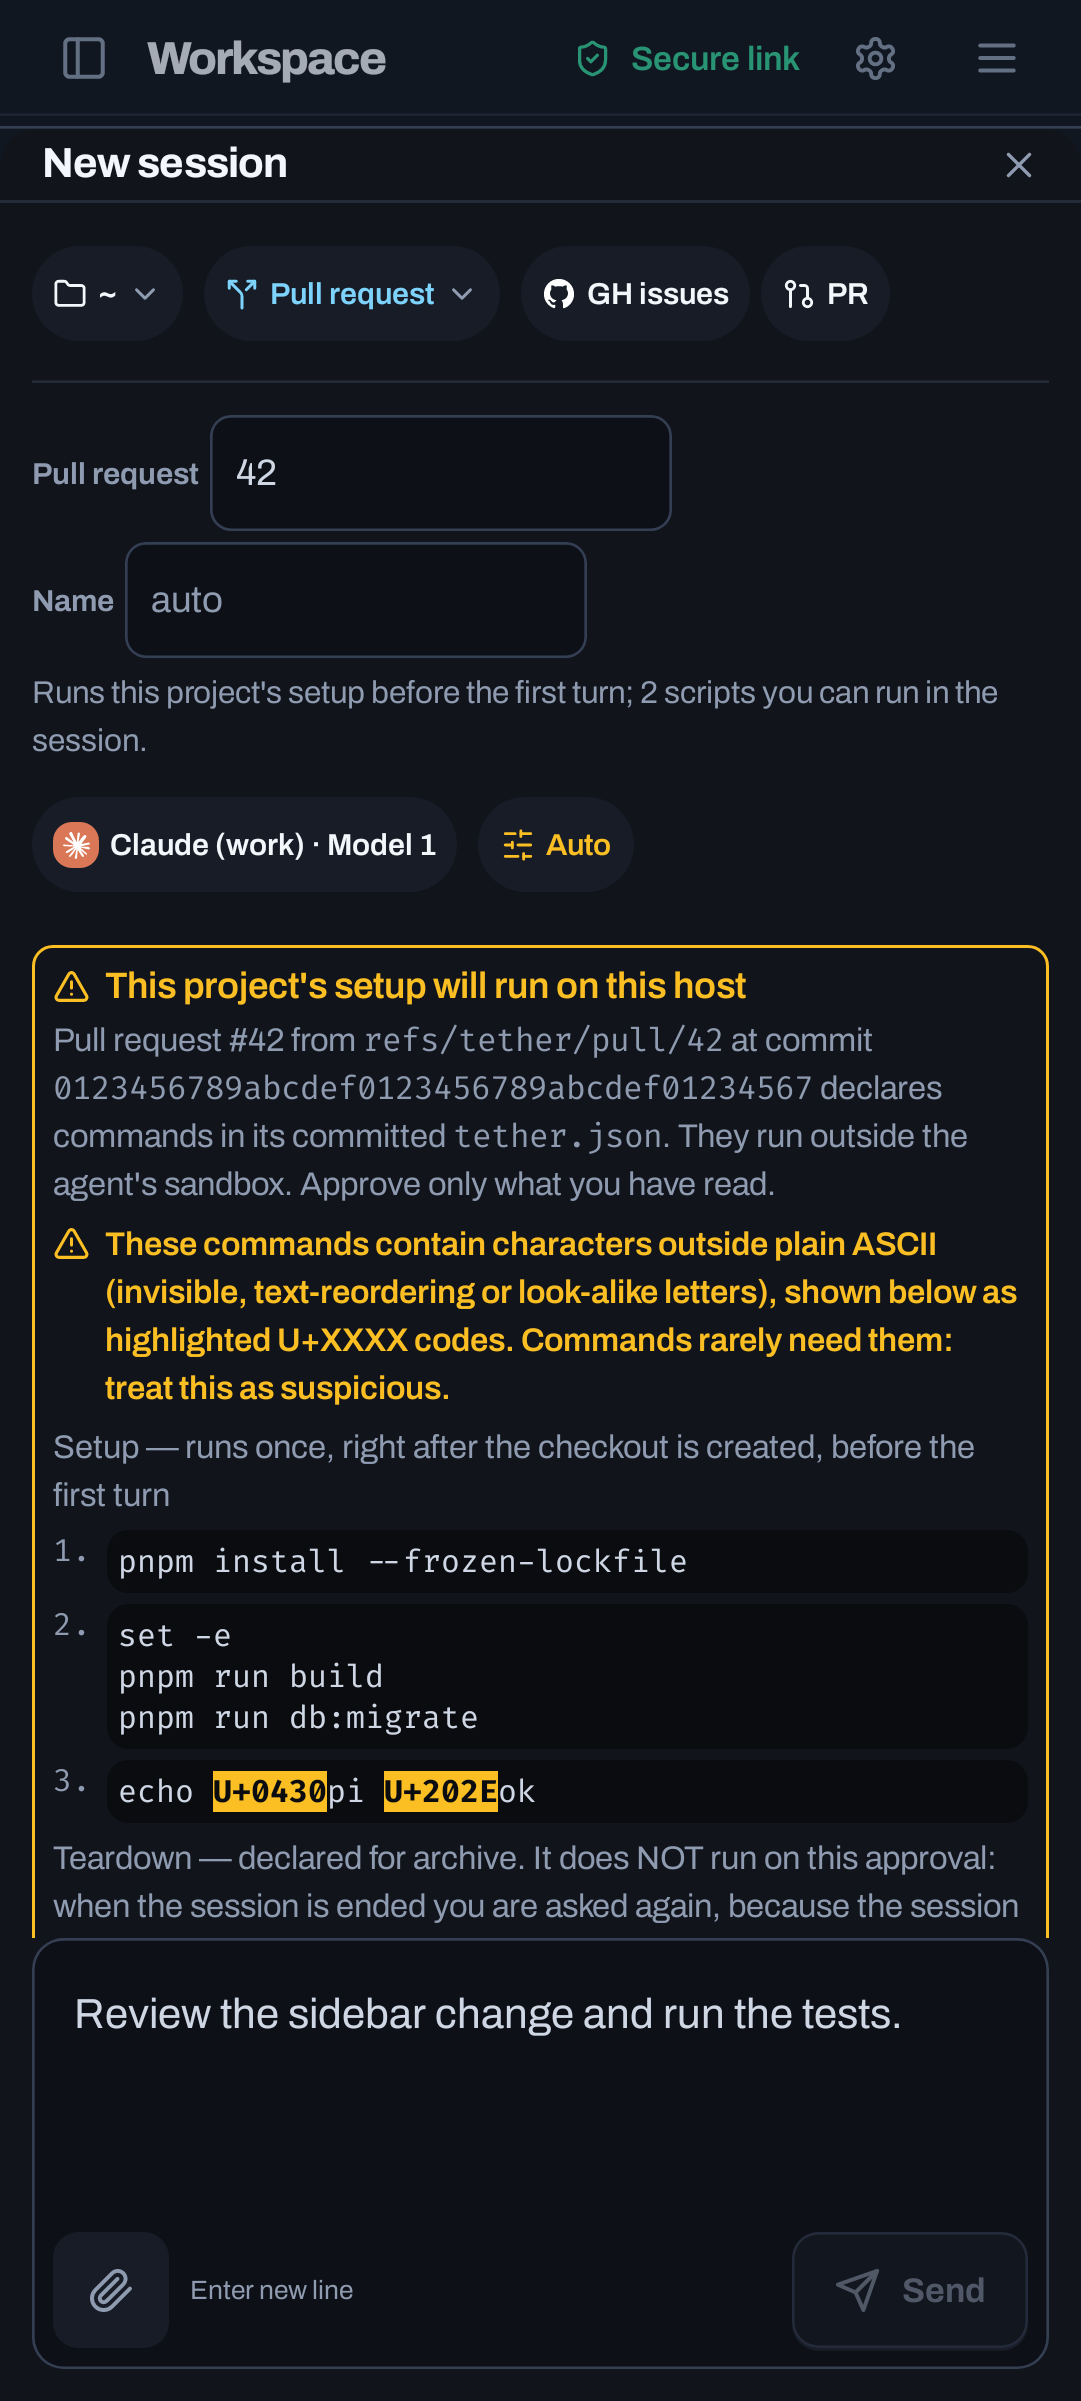 Workspace
Secure link
New session
~
Pull request
GH issues
PR
Pull request
42
Name
auto
Runs this project's setup before the first turn; 2 scripts you can run in the
session.
Claude (work) · Model 1
Auto
This project's setup will run on this host
Pull request #42 from refs/tether/pull/42 at commit
0123456789abcdef0123456789abcdef01234567 declares
commands in its committed tether.json. They run outside the
agent's sandbox. Approve only what you have read.
These commands contain characters outside plain ASCII
(invisible, text-reordering or look-alike letters), shown below as
highlighted U+XXXX codes. Commands rarely need them:
treat this as suspicious.
Setup — runs once, right after the checkout is created, before the
first turn
1. pnpm install --frozen-lockfile
2. set -e
pnpm run build
pnpm run db:migrate
3. echo U+0430pi U+202Eok
Teardown — declared for archive. It does NOT run on this approval:
when the session is ended you are asked again, because the session
Review the sidebar change and run the tests.
Enter new line
Send